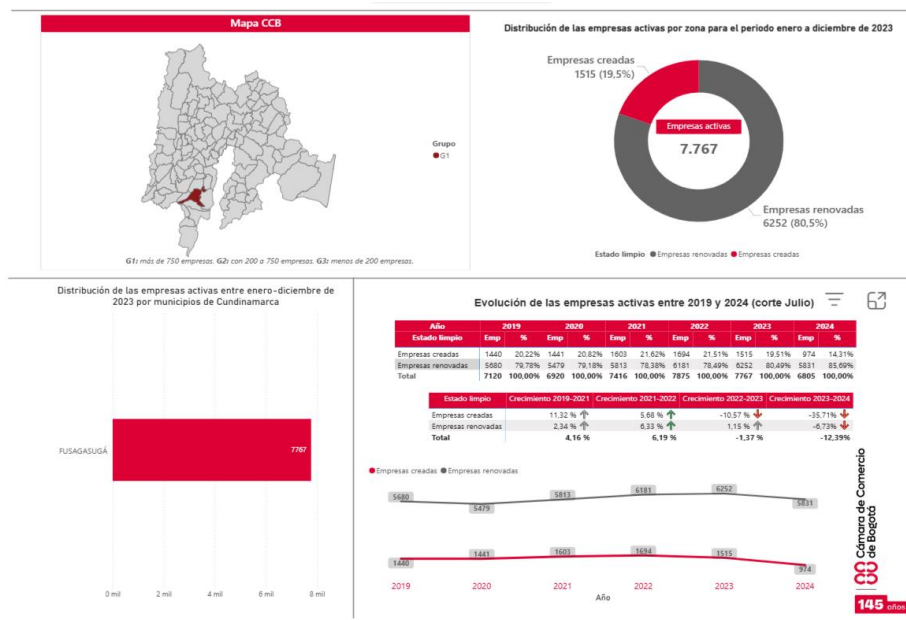 Mapa CCB
Grupo
G1
G1: más de 750 empresas. G2: con 200 a 750 empresas. G3: menos de 200 empresas.
Distribución de las empresas activas por zona para el periodo enero a diciembre de 2023
Empresas creadas
1515 (19,5%)
Empresas activas
7.767
Empresas renovadas
6252 (80,5%)
Estado limpio Empresas renovadas Empresas creadas
Distribución de las empresas activas entre enero-diciembre de
2023 por municipios de Cundinamarca
FUSAGASUGÁ
7767
0 mil 2 mil 4 mil 6 mil 8 mil
Evolución de las empresas activas entre 2019 y 2024 (corte Julio)
Año 2019 2020 2021 2022 2023 2024
Estado limpio Emp % Emp % Emp % Emp % Emp % Emp %
Empresas creadas 1440 20,22% 1441 20,82% 1603 21,62% 1694 21,51% 1515 19,51% 974 14,31%
Empresas renovadas 5680 79,78% 5479 79,18% 5813 78,38% 6181 78,49% 6252 80,49% 5831 85,69%
Total 7120 100,00% 6920 100,00% 7416 100,00% 7875 100,00% 7767 100,00% 6805 100,00%
Estado limpio Crecimiento 2019-2021 Crecimiento 2021-2022 Crecimiento 2022-2023 Crecimiento 2023-2024
Empresas creadas 11,32 % 5,68 % -10,57 % -35,71%
Empresas renovadas 2,34 % 6,33 % 1,15 % -6,73%
Total 4,16 % 6,19 % -1,37 % -12,39%
Empresas creadas Empresas renovadas
5680 5479 5813 6181 6252 5831
1440 1441 1603 1694 1515 974
2019 2020 2021 2022 2023 2024
Año
Cámara de Comercio
de Bogotá
145 años